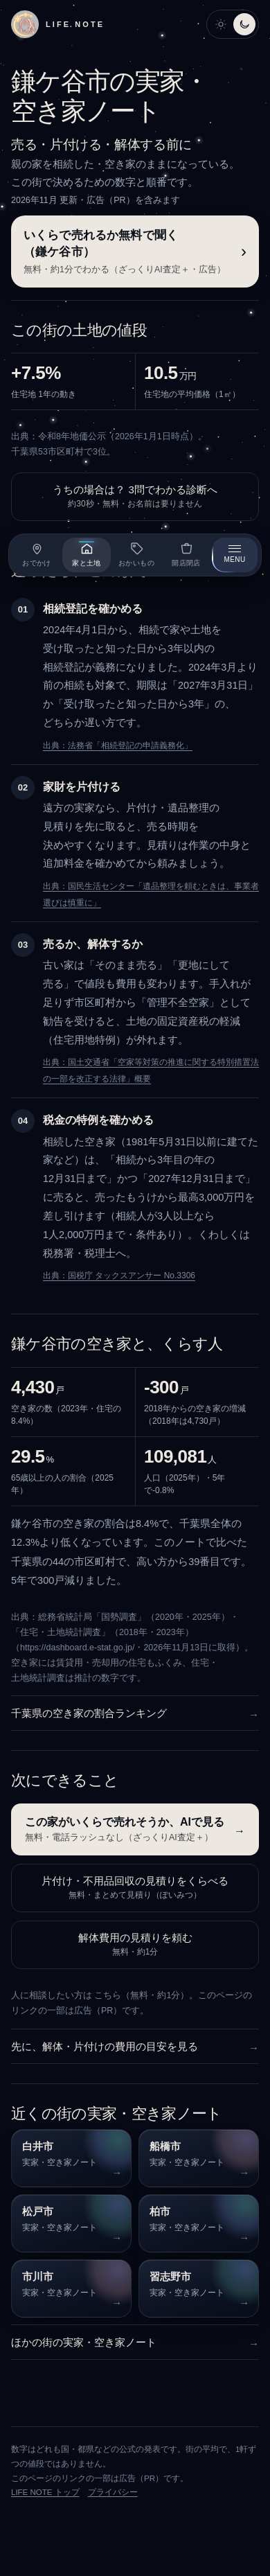 LIFE.NOTE
鎌ケ谷市の実家・
空き家ノート
売る・片付ける・解体する前に
親の家を相続した・空き家のままになっている。
この街で決めるための数字と順番です。
2026年11月 更新・広告（PR）を含みます
いくらで売れるか無料で聞く
（鎌ケ谷市）
無料・約1分でわかる（ざっくりAI査定＋・広告）
この街の土地の値段
+7.5%
住宅地 1年の動き
10.5万円
住宅地の平均価格（1㎡）
出典：令和8年地価公示（2026年1月1日時点）。
千葉県53市区町村で3位。
うちの場合は？ 3問でわかる診断へ
約30秒・無料・お名前は要りません
おでかけ
家と土地
おかいもの
開店閉店
MENU
01 相続登記を確かめる
2024年4月1日から、相続で家や土地を
受け取ったと知った日から3年以内の
相続登記が義務になりました。2024年3月より
前の相続も対象で、期限は「2027年3月31日」
か「受け取ったと知った日から3年」の、
どちらか遅い方です。
出典：法務省「相続登記の申請義務化」
02 家財を片付ける
遠方の実家なら、片付け・遺品整理の
見積りを先に取ると、売る時期を
決めやすくなります。見積りは作業の中身と
追加料金を確かめてから頼みましょう。
出典：国民生活センター「遺品整理を頼むときは、事業者
選びは慎重に」
03 売るか、解体するか
古い家は「そのまま売る」「更地にして
売る」で値段も費用も変わります。手入れが
足りず市区町村から「管理不全空家」として
勧告を受けると、土地の固定資産税の軽減
（住宅用地特例）が外れます。
出典：国土交通省「空家等対策の推進に関する特別措置法
の一部を改正する法律」概要
04 税金の特例を確かめる
相続した空き家（1981年5月31日以前に建てた
家など）は、「相続から3年目の年の
12月31日まで」かつ「2027年12月31日まで」
に売ると、売ったもうけから最高3,000万円を
差し引けます（相続人が3人以上なら
1人2,000万円まで・条件あり）。くわしくは
税務署・税理士へ。
出典：国税庁 タックスアンサー No.3306
鎌ケ谷市の空き家と、くらす人
4,430戸
空き家の数（2023年・住宅の
8.4%）
-300戸
2018年からの空き家の増減
（2018年は4,730戸）
29.5%
65歳以上の人の割合（2025
年）
109,081人
人口（2025年）・5年
で-0.8%
鎌ケ谷市の空き家の割合は8.4%で、千葉県全体の
12.3%より低くなっています。このノートで比べた
千葉県の44の市区町村で、高い方から39番目です。
5年で300戸減りました。
出典：総務省統計局「国勢調査」（2020年・2025年）・
「住宅・土地統計調査」（2018年・2023年）
（https://dashboard.e-stat.go.jp/・2026年11月13日に取得）。
空き家には賃貸用・売却用の住宅もふくみ、住宅・
土地統計調査は推計の数字です。
千葉県の空き家の割合ランキング →
次にできること
この家がいくらで売れそうか、AIで見る →
無料・電話ラッシュなし（ざっくりAI査定＋）
片付け・不用品回収の見積りをくらべる
無料・まとめて見積り（ぽいみつ）
解体費用の見積りを頼む
無料・約1分
人に相談したい方は こちら（無料・約1分）。このページの
リンクの一部は広告（PR）です。
先に、解体・片付けの費用の目安を見る →
近くの街の実家・空き家ノート
白井市
実家・空き家ノート
→
船橋市
実家・空き家ノート
→
松戸市
実家・空き家ノート
→
柏市
実家・空き家ノート
→
市川市
実家・空き家ノート
→
習志野市
実家・空き家ノート
→
ほかの街の実家・空き家ノート →
数字はどれも国・都県などの公式の発表です。街の平均で、1軒ず
つの値段ではありません。
このページのリンクの一部は広告（PR）です。
LIFE NOTE トップ プライバシー